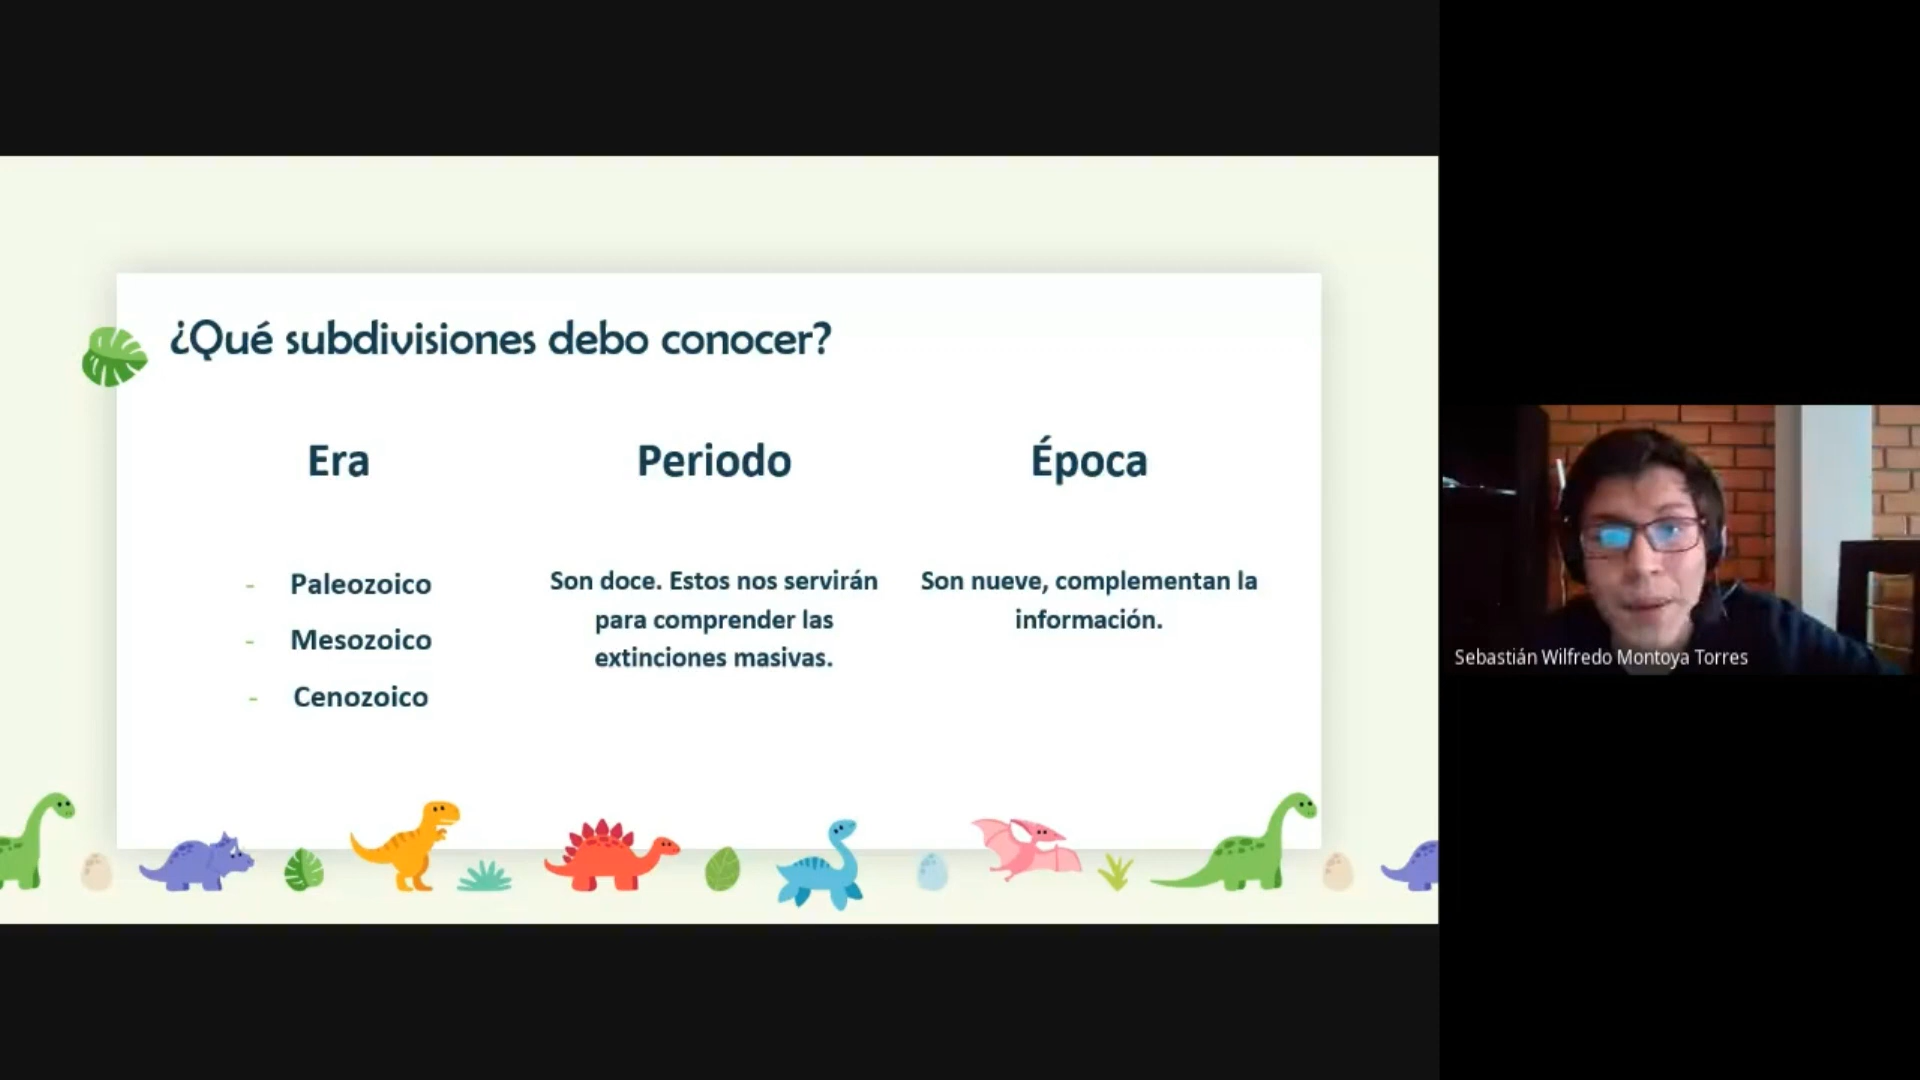 ¿Qué subdivisiones debo conocer?
Era
- Paleozoico
- Mesozoico
- Cenozoico
Periodo
Son doce. Estos nos servirán
para comprender las
extinciones masivas.
Época
Son nueve, complementan la
información.
Sebastián Wilfredo Montoya Torres